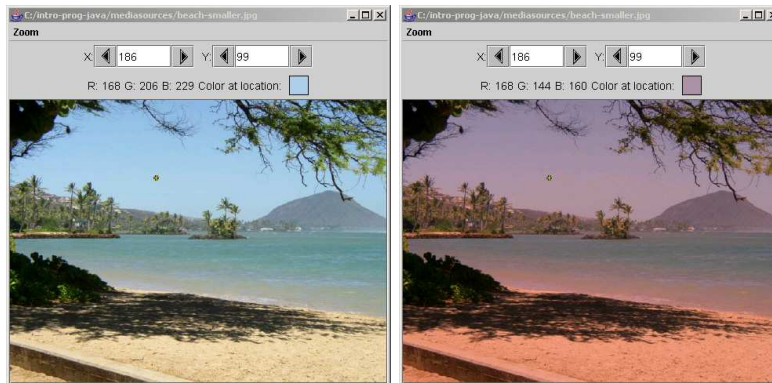 C:/intro-prog-java/mediasources/beach-smaller.jpg
Zoom
X: 186 Y: 99
R: 168 G: 206 B: 229 Color at location:
C:/intro-prog-java/mediasources/beach-smaller.jpg
Zoom
X: 186 Y: 99
R: 168 G: 144 B: 160 Color at location: